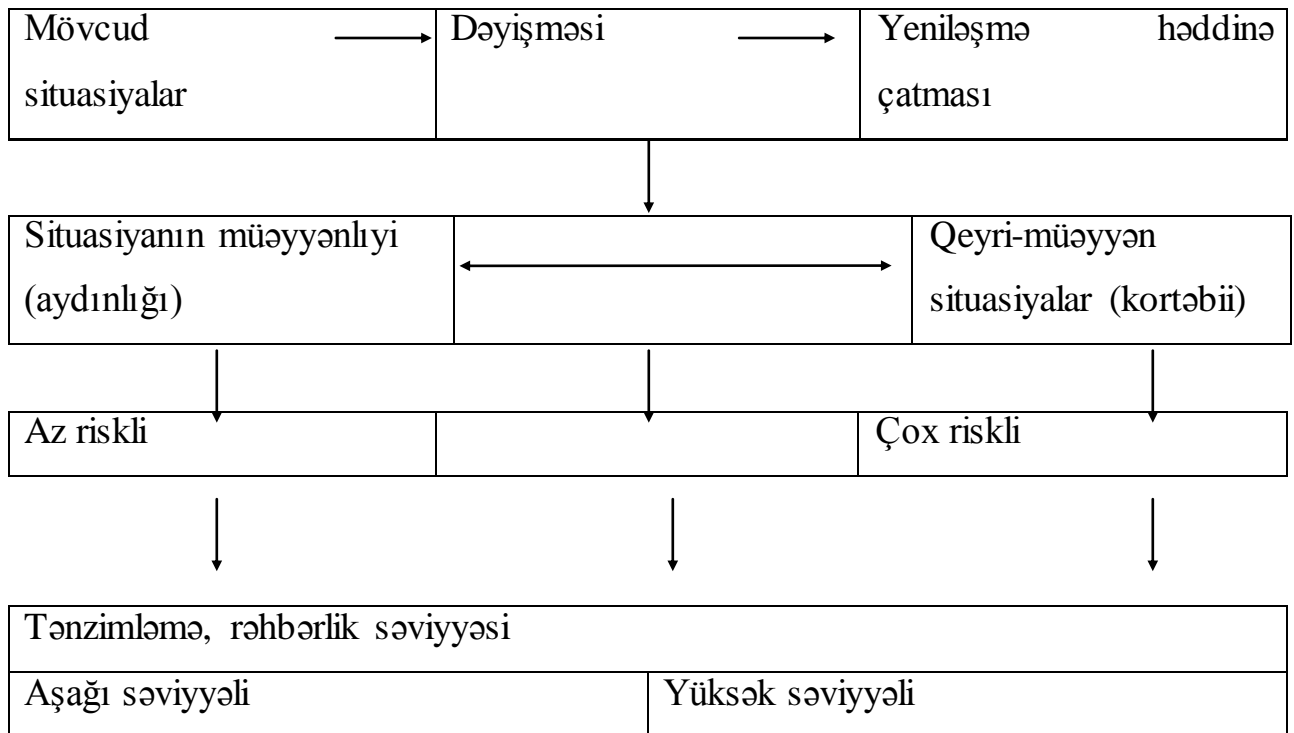 Mövcud
situasiyalar
Dəyişməsi
Yeniləşmə həddinə
çatması
Situasiyanın müəyyənlıyi
(aydınlığı)
Qeyri-müəyyən
situasiyalar (kortəbii)
Az riskli
Çox riskli
Tənzimləmə, rəhbərlik səviyyəsi
Aşağı səviyyəli
Yüksək səviyyəli